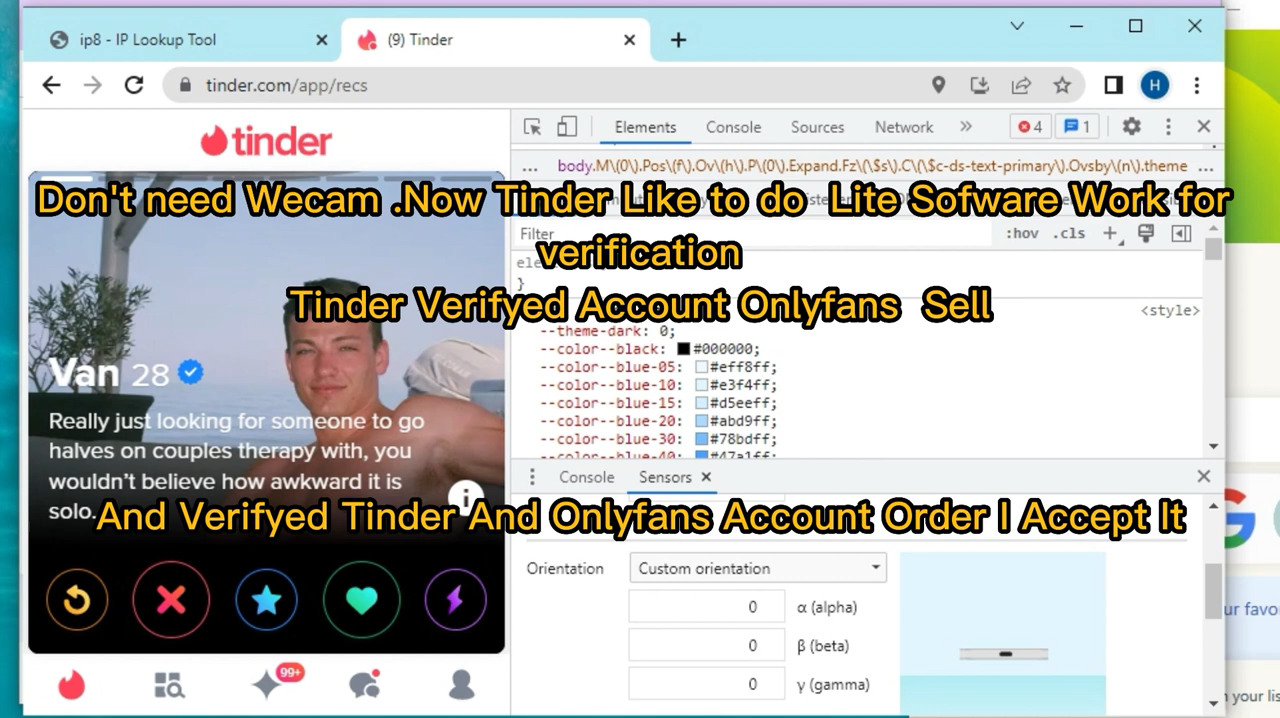 ip8 - IP Lookup Tool
(9) Tinder
tinder.com/app/recs
H
tinder
Elements
Console
Sources
Network
»
4
1
... body.M\(0\).Pos\(f\).Ov\(h\).P\(0\).Expand.Fz\(\$s\).C\(\$c-ds-text-primary\).Ovsby\(n\).theme ...
Don't need Wecam .Now Tinder Like to do Lite Sofware Work for
verification
Tinder Verifyed Account Onlyfans Sell
Filter
:hov .cls
}
<style>
--theme-dark: 0;
--color--black: #000000;
--color--blue-05: #eff8ff;
--color--blue-10: #e3f4ff;
--color--blue-15: #d5eeff;
--color--blue-20: #abd9ff;
--color--blue-30: #78bdff;
--color--blue-40: #47a1ff;
Van 28
Really just looking for someone to go
halves on couples therapy with, you
wouldn't believe how awkward it is
solo.
Console
Sensors
And Verifyed Tinder And Onlyfans Account Order I Accept It
Orientation
Custom orientation
0 α (alpha)
0 β (beta)
0 γ (gamma)
99+
G